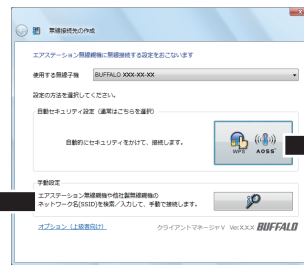 無線接続先の作成
エアステーション無線親機に無線接続する設定をおこないます
使用する無線子機 BUFFALO XXX-XX-XX
設定の方法を選択してください。
自動セキュリティ設定（通常はこちらを選択）
自動的にセキュリティをかけて、接続します。
WPS AOSS™
手動設定
エアステーション無線親機や他社製無線親機の
ネットワーク名(SSID)を検索／入力して、手動で接続します。
オプション（上級者向け） クライアントマネージャV Ver.X.X.X BUFFALO